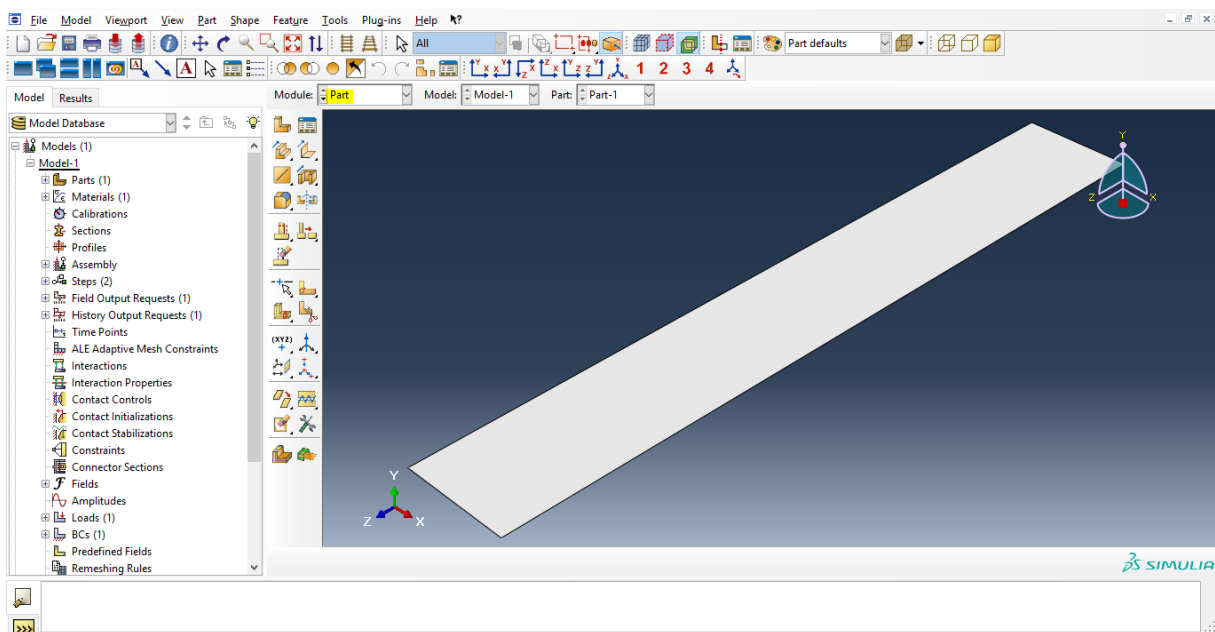 File Model Viewport View Part Shape Feature Tools Plug-ins Help
All Part defaults
1 2 3 4
Model Results Module: Part Model: Model-1 Part: Part-1
Model Database
Models (1)
Model-1
Parts (1)
Materials (1)
Calibrations
Sections
Profiles
Assembly
Steps (2)
Field Output Requests (1)
History Output Requests (1)
Time Points
ALE Adaptive Mesh Constraints
Interactions
Interaction Properties
Contact Controls
Contact Initializations
Contact Stabilizations
Constraints
Connector Sections
Fields
Amplitudes
Loads (1)
BCs (1)
Predefined Fields
Remeshing Rules
(XYZ)
Y
Z X
Y
Z X
SIMULIA
>>>